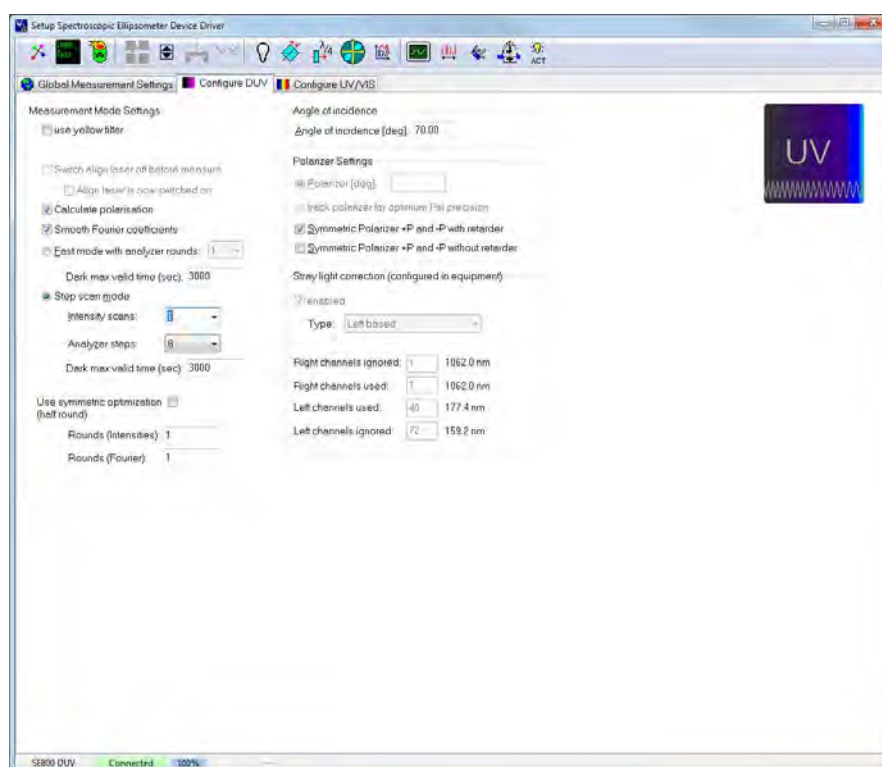 Setup Spectroscopic Ellipsometer Device Driver
λ/4
ACT
Global Measurement Settings
Configure DUV
Configure UV/VIS
Measurement Mode Settings
use yellow filter
Switch align laser off before measure
Align laser is now switched on
Calculate polarisation
Smooth Fourier coefficients
Fast mode with analyzer rounds: 1
Dark max valid time (sec): 3000
Step scan mode
Intensity scans: 1
Analyzer steps: 8
Dark max valid time (sec): 3000
Use symmetric optimization
(half round)
Rounds (Intensities): 1
Rounds (Fourier): 1
Angle of incidence
Angle of incidence [deg]: 70.00
Polarizer Settings
Polarizer [deg]:
track polarizer for optimum Psi precision
Symmetric Polarizer +P and -P with retarder
Symmetric Polarizer +P and -P without retarder
Stray light correction (configured in equipment)
enabled
Type: Left based
Right channels ignored: 1 1062.0 nm
Right channels used: 1 1062.0 nm
Left channels used: 40 177.4 nm
Left channels ignored: 72 159.2 nm
UV
SE800 DUV Connected 100%